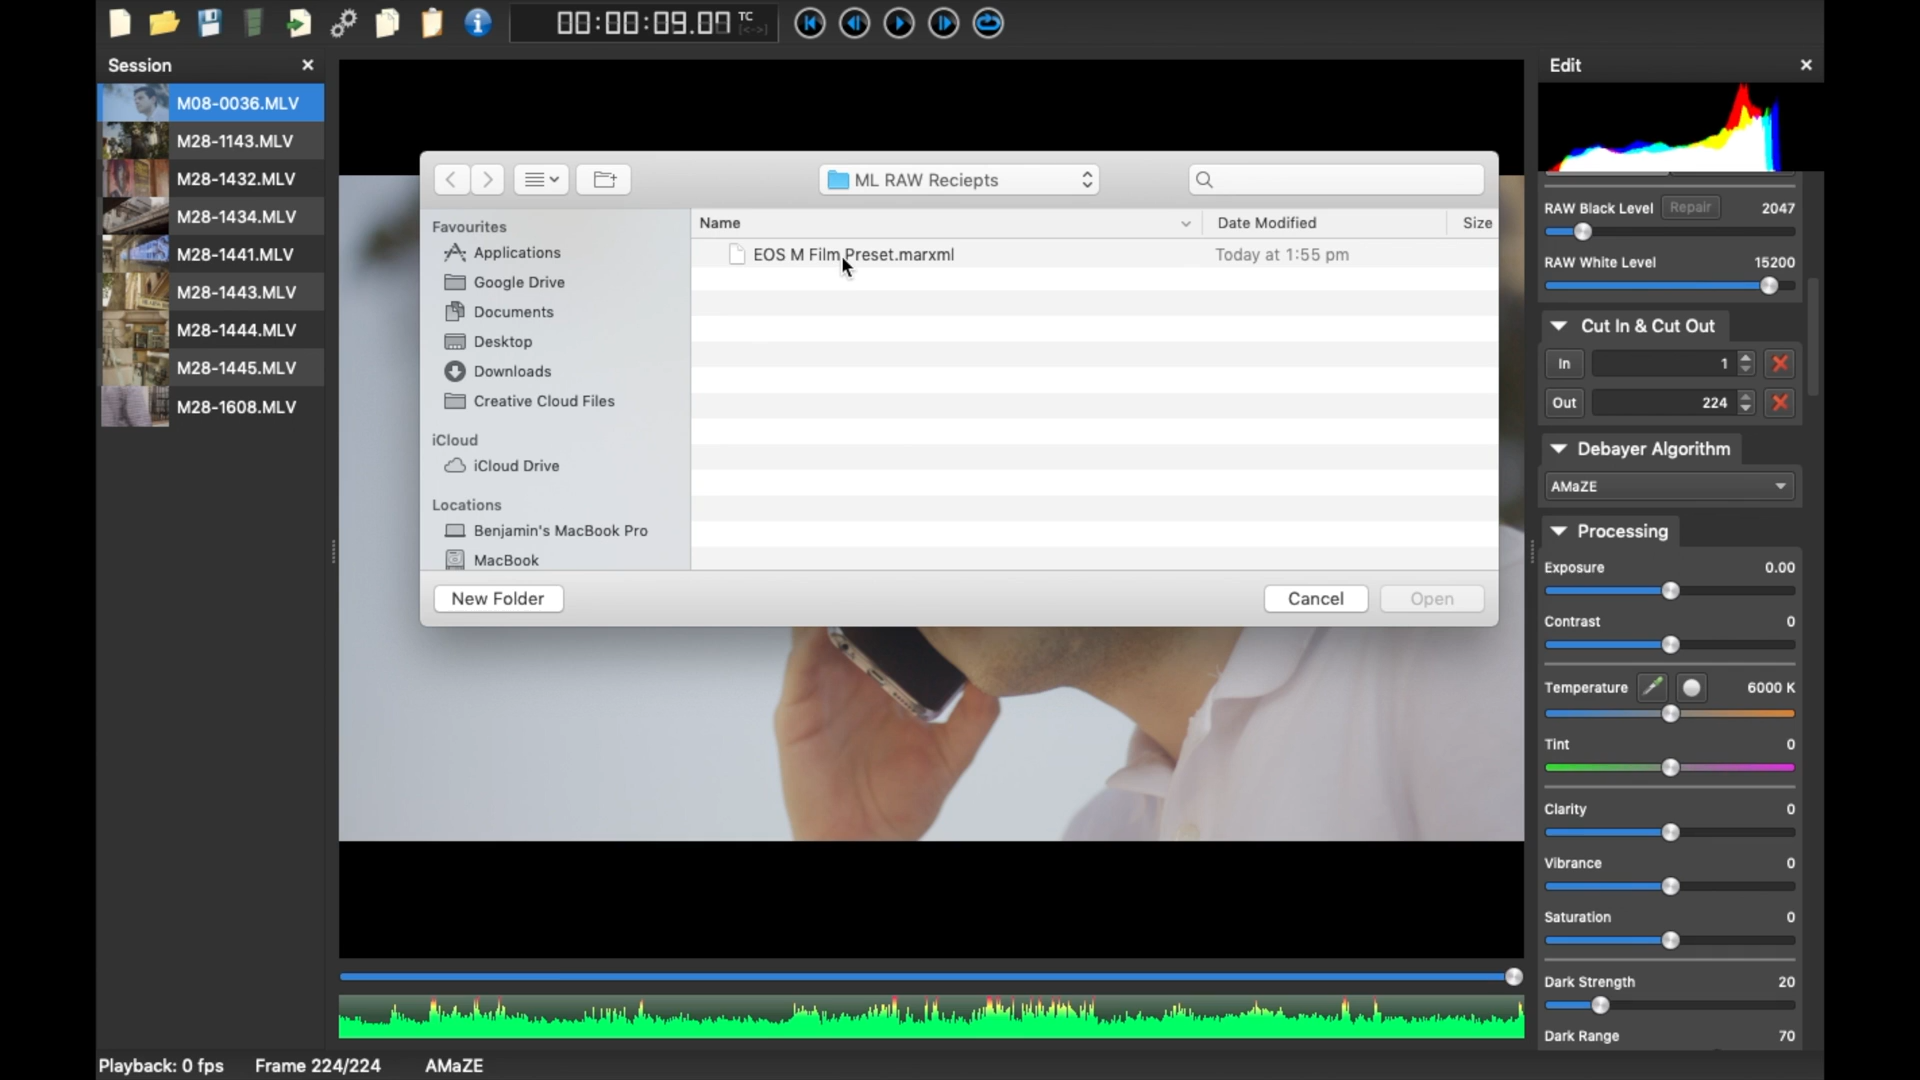 00:00:09.07 TC
[<->]
Session
M08-0036.MLV
M28-1143.MLV
M28-1432.MLV
M28-1434.MLV
M28-1441.MLV
M28-1443.MLV
M28-1444.MLV
M28-1445.MLV
M28-1608.MLV
ML RAW Reciepts
Favourites
Applications
Google Drive
Documents
Desktop
Downloads
Creative Cloud Files
iCloud
iCloud Drive
Locations
Benjamin's MacBook Pro
MacBook
Name
Date Modified
Size
EOS M Film Preset.marxml
Today at 1:55 pm
New Folder
Cancel
Open
Edit
RAW Black Level Repair 2047
RAW White Level 15200
Cut In & Cut Out
In 1
Out 224
Debayer Algorithm
AMaZE
Processing
Exposure 0.00
Contrast 0
Temperature 6000 K
Tint 0
Clarity 0
Vibrance 0
Saturation 0
Dark Strength 20
Dark Range 70
Playback: 0 fps Frame 224/224 AMaZE